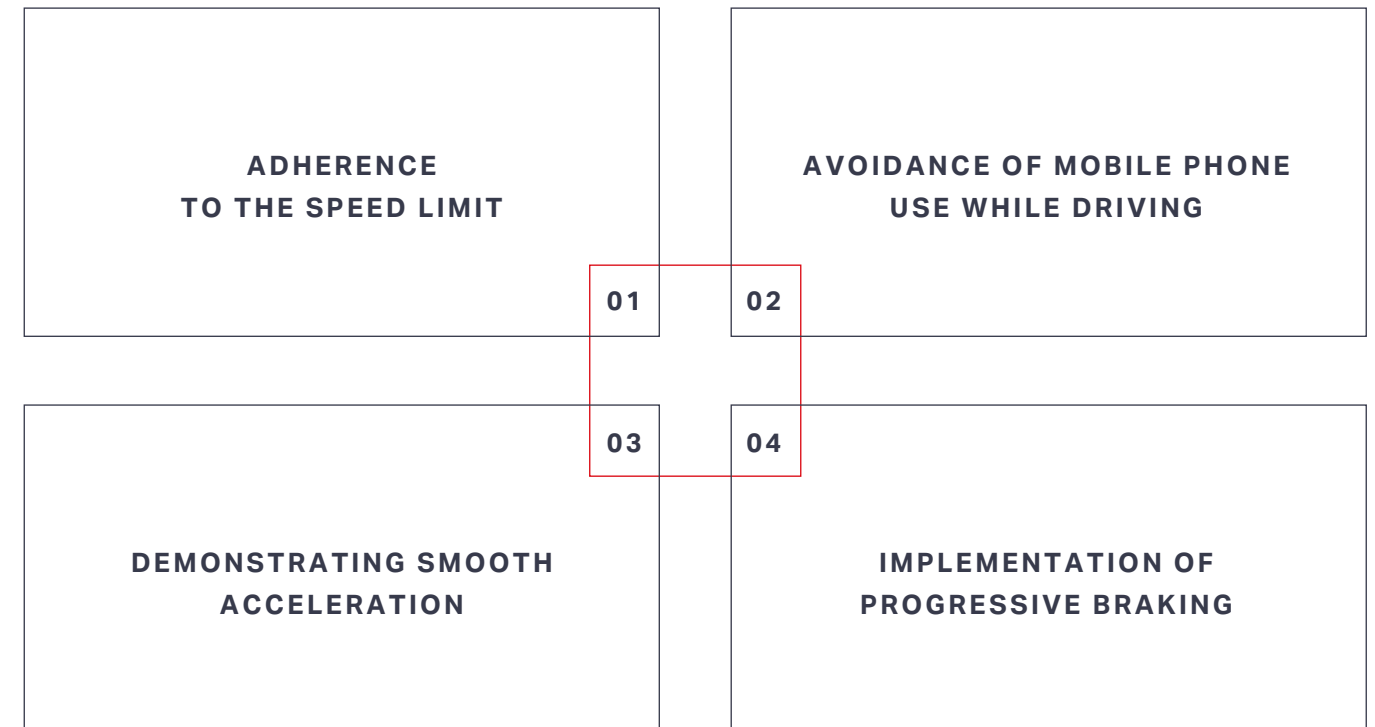 ADHERENCE
TO THE SPEED LIMIT
01
AVOIDANCE OF MOBILE PHONE
USE WHILE DRIVING
02
03
DEMONSTRATING SMOOTH
ACCELERATION
04
IMPLEMENTATION OF
PROGRESSIVE BRAKING